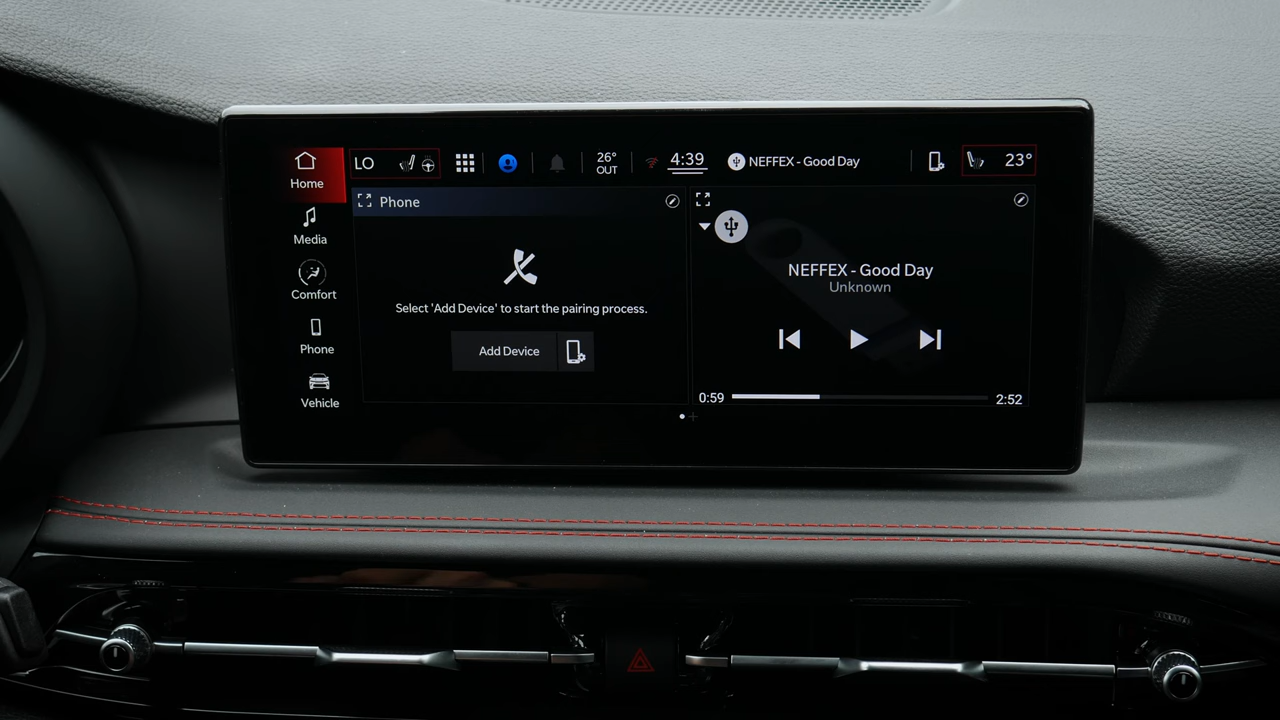 Home
Media
Comfort
Phone
Vehicle
LO
26°
OUT
4:39
NEFFEX - Good Day
23°
Phone
Select 'Add Device' to start the pairing process.
Add Device
NEFFEX - Good Day
Unknown
0:59
2:52